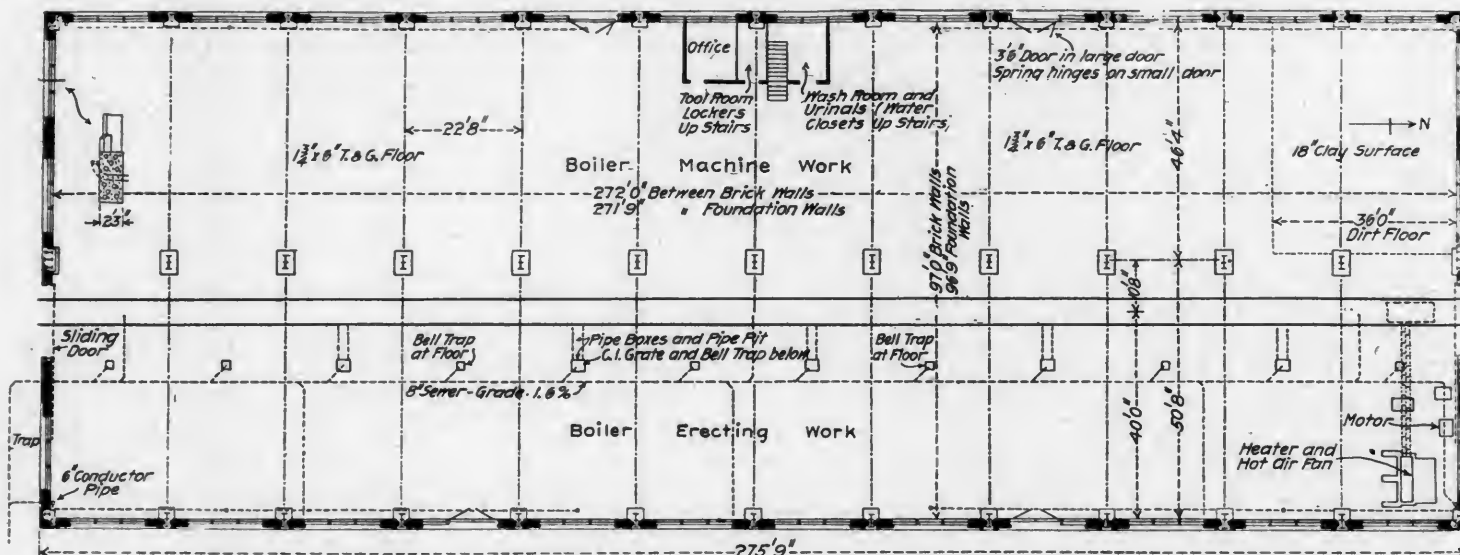 Office
3'6" Door in large door
Spring hinges on small door
Tool Room
Lockers
Up Stairs
Wash Room and
Urinals (Water
Closets Up Stairs)
22'8"
1 3/4" x 6" T. & G. Floor
1 3/4" x 6" T. & G. Floor
46'4"
N
18" Clay Surface
Boiler Machine Work
272'0" Between Brick Walls
271'9" " Foundation Walls
97'0" Brick Walls
96'9" Foundation
Walls
36'0"
Dirt Floor
10'8"
Sliding
Door
Bell Trap
at Floor
Pipe Boxes and Pipe Pit
C.I. Grate and Bell Trap below
Bell Trap
at Floor
8" Sewer-Grade 1.6%
40'0"
50'8"
Boiler Erecting Work
Trap
Motor
Heater and
Hot Air Fan
6" Conductor
Pipe
275'9"